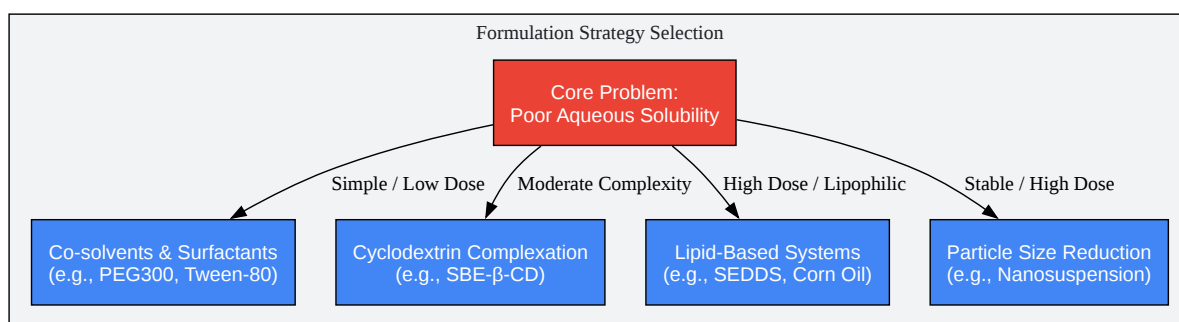 Formulation Strategy Selection
Core Problem:
Poor Aqueous Solubility
Simple / Low Dose
Moderate Complexity
High Dose / Lipophilic
Stable / High Dose
Co-solvents & Surfactants
(e.g., PEG300, Tween-80)
Cyclodextrin Complexation
(e.g., SBE-β-CD)
Lipid-Based Systems
(e.g., SEDDS, Corn Oil)
Particle Size Reduction
(e.g., Nanosuspension)